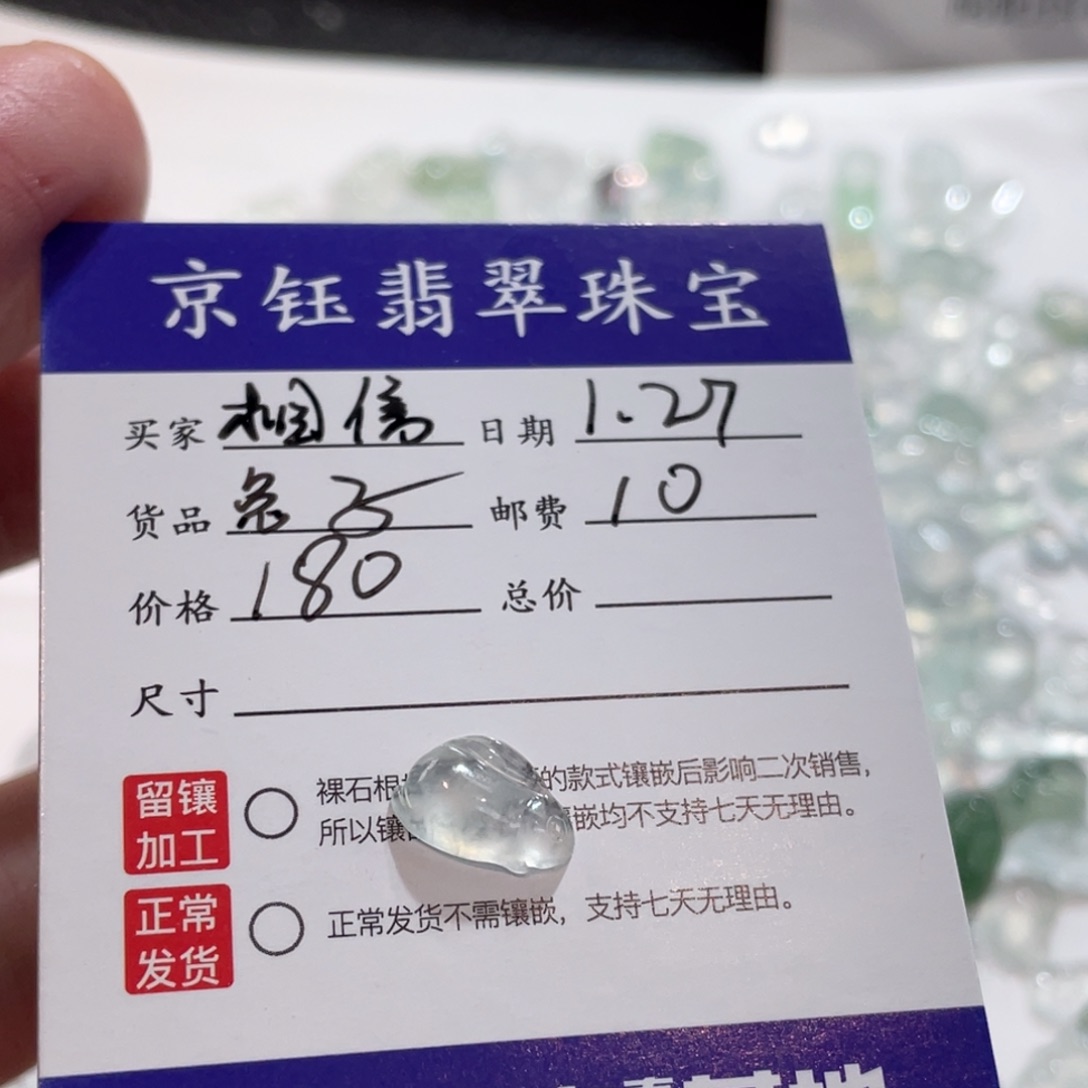 京钰翡翠珠宝
买家 相信 日期 1.27
货品 邮费 10
价格 180 总价
尺寸
留镶加工
裸石根 的款式镶嵌后影响二次销售,
所以镶 嵌均不支持七天无理由。
正常发货
正常发货不需镶嵌,支持七天无理由。